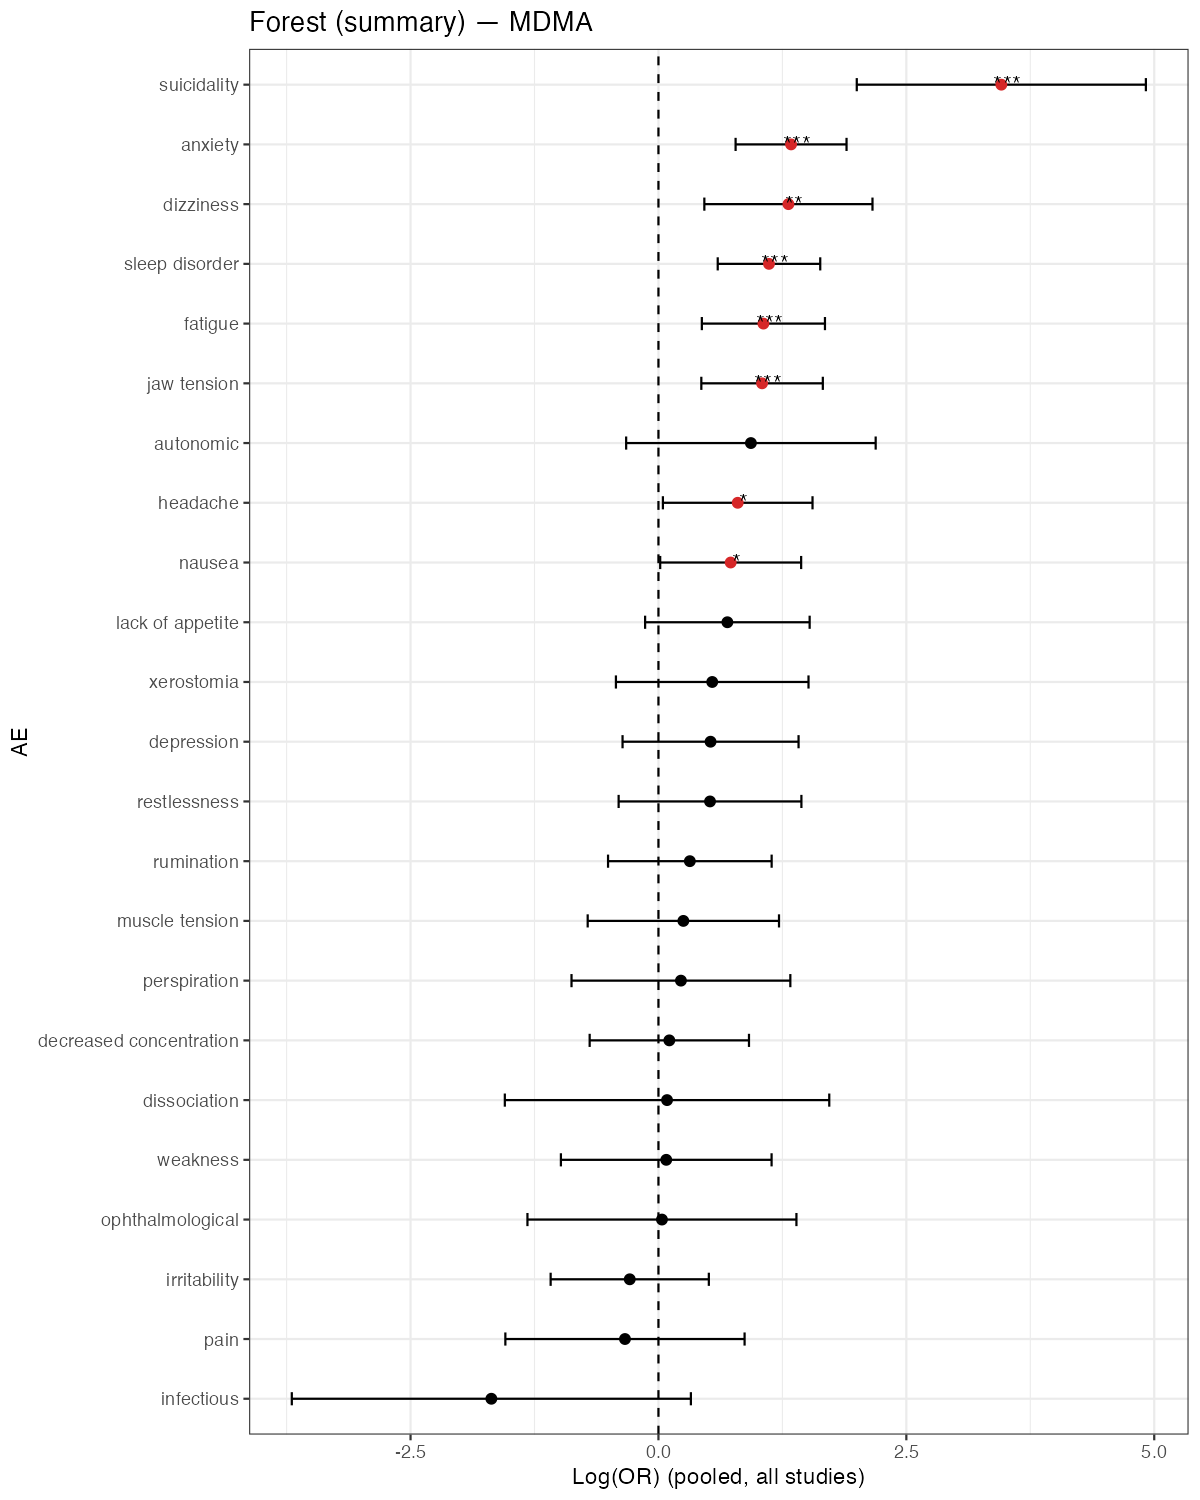 Forest (summary) — MDMA
suicidality
***
anxiety
***
dizziness
**
sleep disorder
***
fatigue
***
jaw tension
***
autonomic
headache
*
nausea
*
lack of appetite
xerostomia
depression
restlessness
rumination
muscle tension
perspiration
decreased concentration
dissociation
weakness
ophthalmological
irritability
pain
infectious
AE
-2.5 0.0 2.5 5.0
Log(OR) (pooled, all studies)